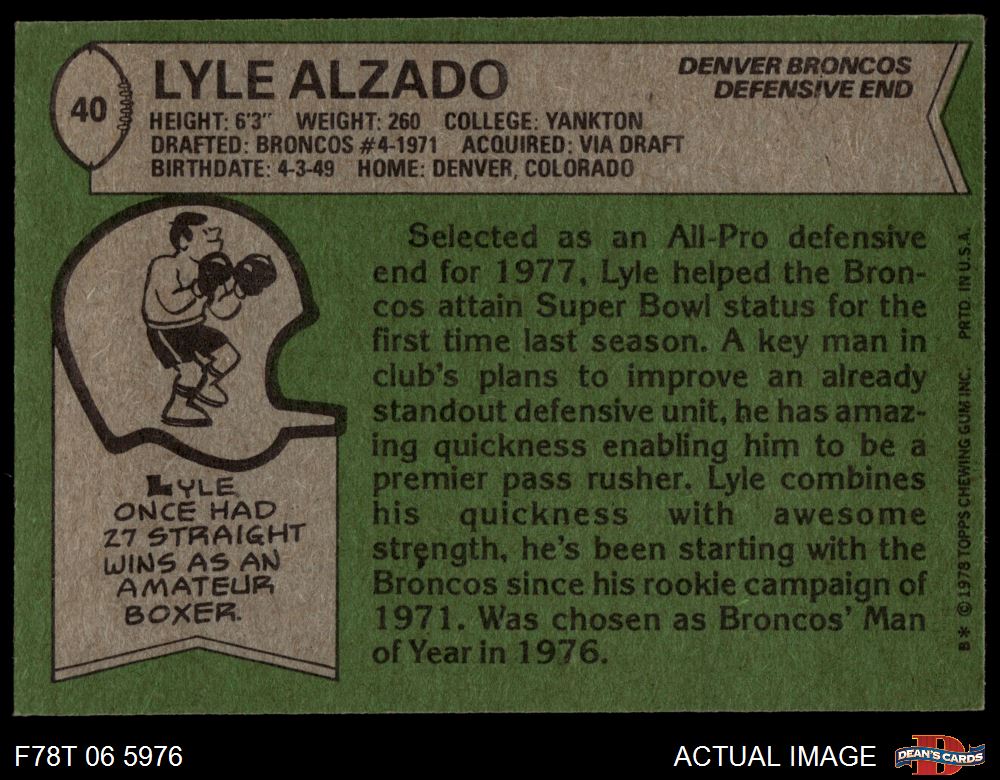 40
LYLE ALZADO
DENVER BRONCOS
DEFENSIVE END
HEIGHT: 6'3" WEIGHT: 260 COLLEGE: YANKTON
DRAFTED: BRONCOS #4-1971 ACQUIRED: VIA DRAFT
BIRTHDATE: 4-3-49 HOME: DENVER, COLORADO
LYLE
ONCE HAD
27 STRAIGHT
WINS AS AN
AMATEUR
BOXER.
Selected as an All-Pro defensive
end for 1977, Lyle helped the Bron-
cos attain Super Bowl status for the
first time last season. A key man in
club's plans to improve an already
standout defensive unit, he has amaz-
ing quickness enabling him to be a
premier pass rusher. Lyle combines
his quickness with awesome
strength, he's been starting with the
Broncos since his rookie campaign of
1971. Was chosen as Broncos' Man
of Year in 1976.
B* © 1978 TOPPS CHEWING GUM INC. PRTD. IN U.S.A.
F78T 06 5976
ACTUAL IMAGE
D
DEAN'S CARDS